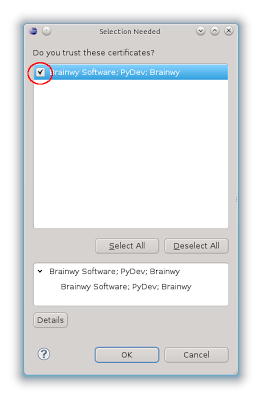 Selection Needed
Do you trust these certificates?
Brainwy Software; PyDev; Brainwy
Select All
Deselect All
Brainwy Software; PyDev; Brainwy
Brainwy Software; PyDev; Brainwy
Details
?
OK
Cancel